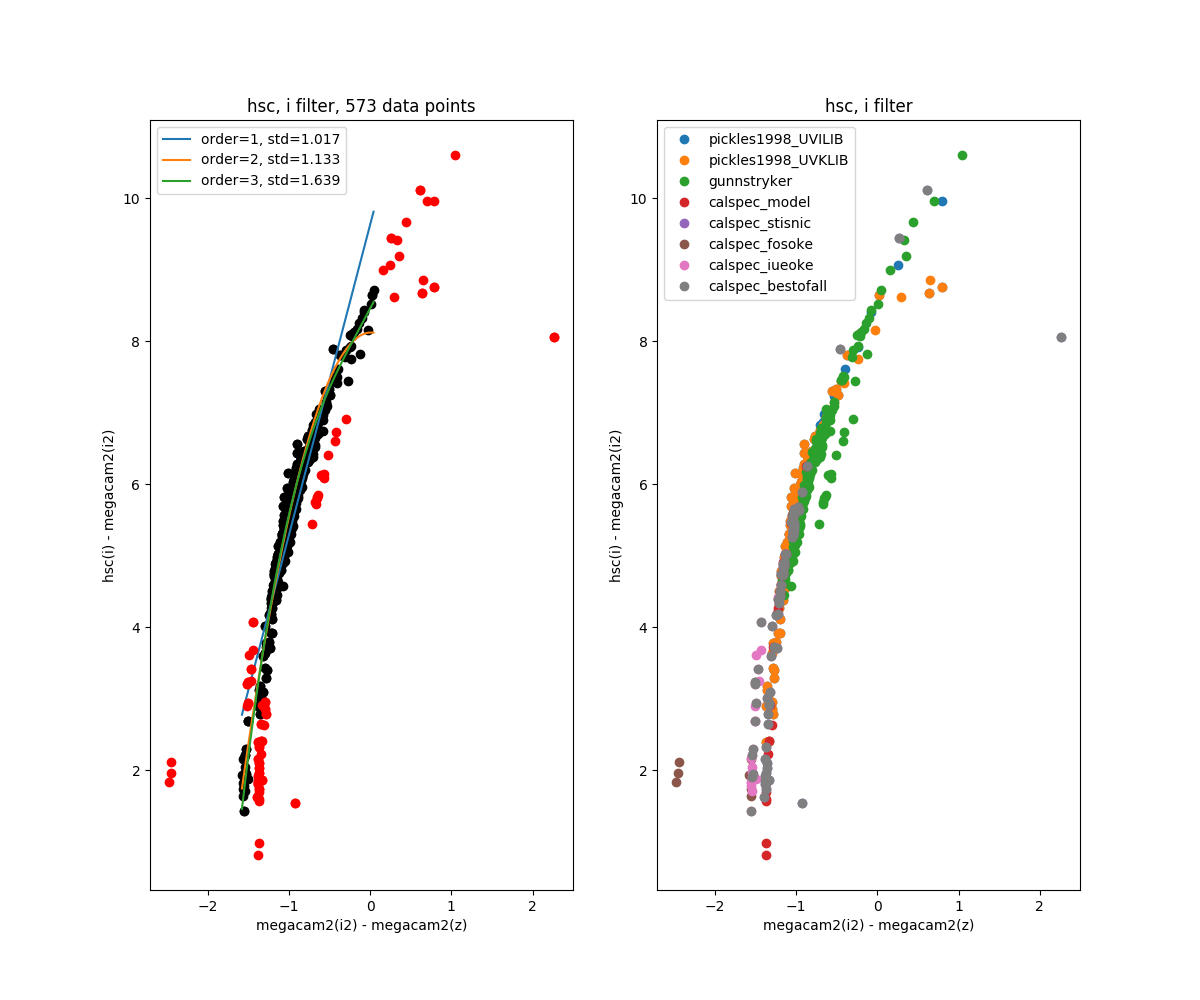 hsc, i filter, 573 data points
order=1, std=1.017
order=2, std=1.133
order=3, std=1.639
10
8
6
4
2
hsc(i) - megacam2(i2)
−2
−1
0
1
2
megacam2(i2) - megacam2(z)
hsc, i filter
pickles1998_UVILIB
pickles1998_UVKLIB
gunnstryker
calspec_model
calspec_stisnic
calspec_fosoke
calspec_iueoke
calspec_bestofall
10
8
6
4
2
hsc(i) - megacam2(i2)
−2
−1
0
1
2
megacam2(i2) - megacam2(z)